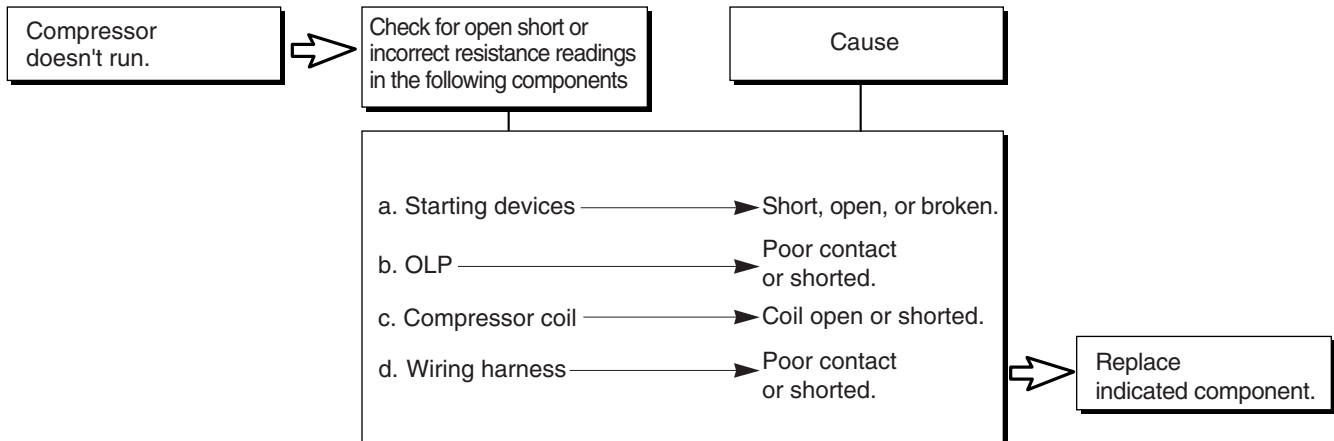 Compressor
doesn't run.
Check for open short or
incorrect resistance readings
in the following components
Cause
a. Starting devices
Short, open, or broken.
b. OLP
Poor contact
or shorted.
c. Compressor coil
Coil open or shorted.
d. Wiring harness
Poor contact
or shorted.
Replace
indicated component.